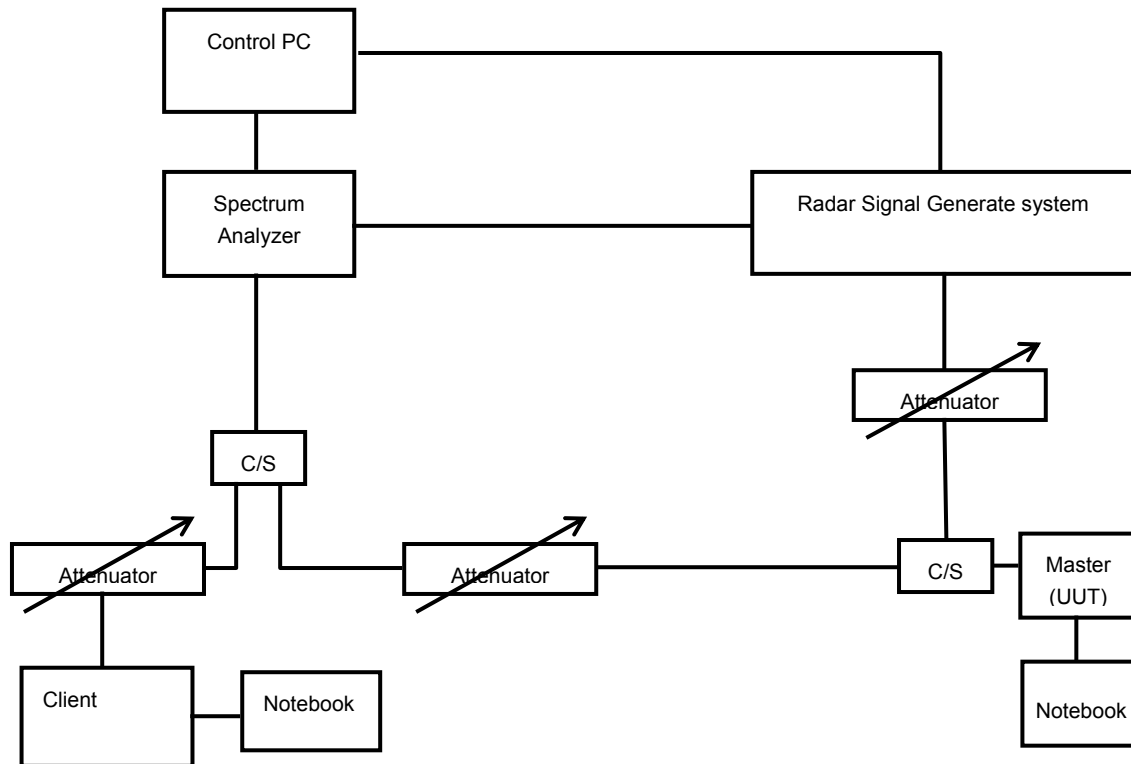 Control PC
Spectrum
Analyzer
Radar Signal Generate system
Attenuator
C/S
Attenuator
Attenuator
C/S
Master
(UUT)
Client
Notebook
Notebook